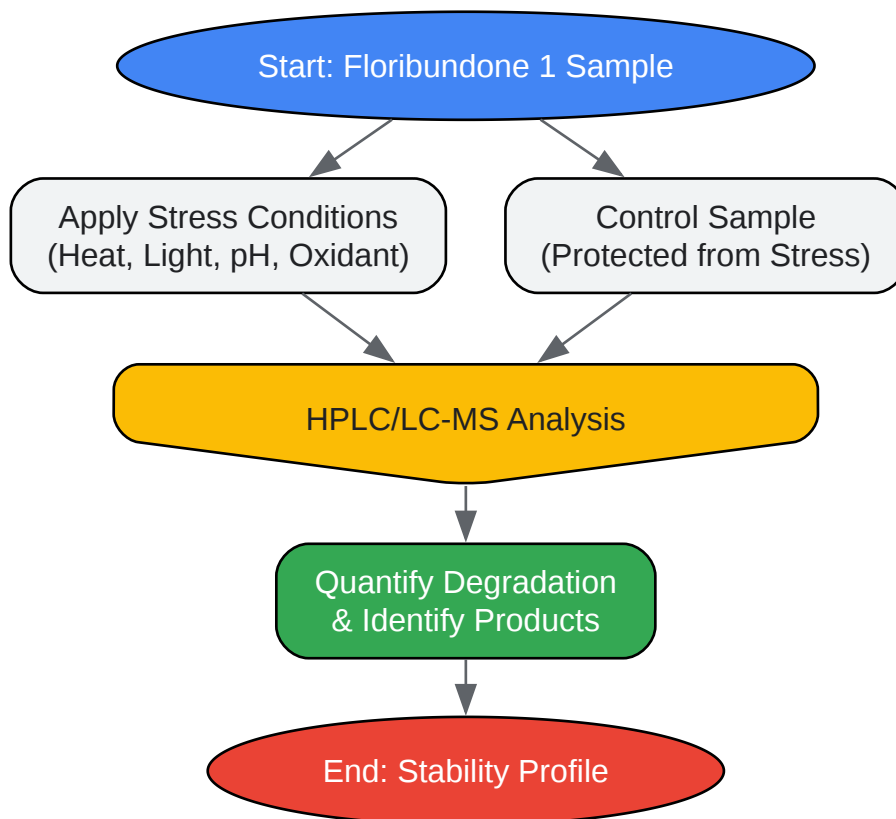 Start: Floribundone 1 Sample
Apply Stress Conditions
(Heat, Light, pH, Oxidant)
Control Sample
(Protected from Stress)
HPLC/LC-MS Analysis
Quantify Degradation
& Identify Products
End: Stability Profile